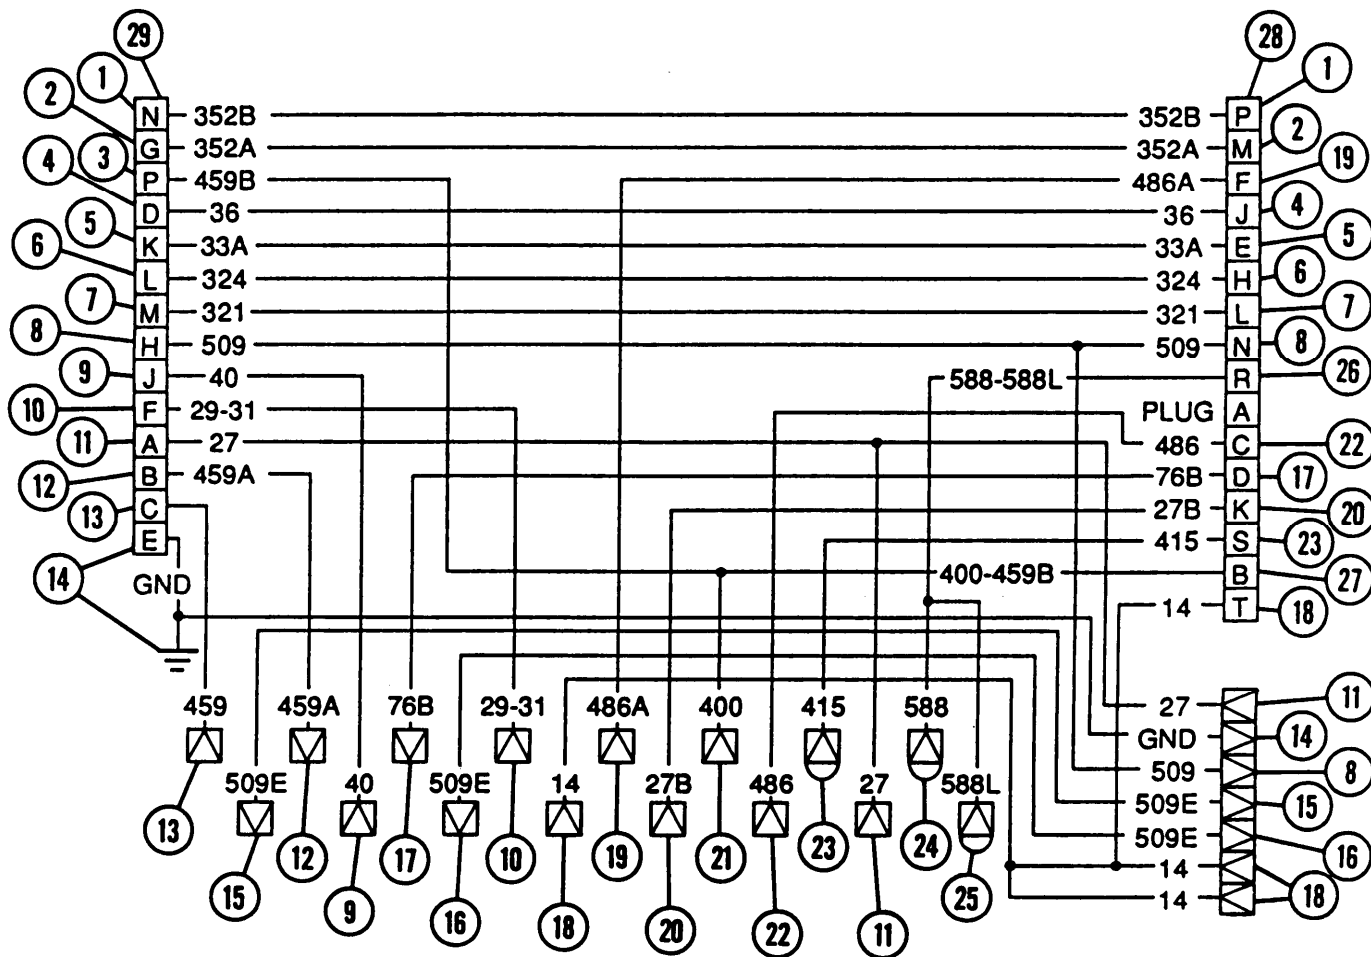 29 28
1 1
N 352B 352B P
2 2
G 352A 352A M
3 19
P 459B 486A F
4 4
D 36 36 J
5 5
K 33A 33A E
6 6
L 324 324 H
7 7
M 321 321 L
8 8
H 509 509 N
9 26
J 40 588-588L R
10
F 29-31 PLUG A
11 22
A 27 486 C
12 17
B 459A 76B D
13 20
C 27B K
23
E 415 S
14 27
GND 400-459B B
18
14 T
459 459A 76B 29-31 486A 400 415 588
27 11
GND 14
509E 40 509E 14 27B 486 27 588L
509 8
509E 15
509E 16
14
14 18
13 12 17 10 19 21 23 24
15 9 16 18 20 22 11 25